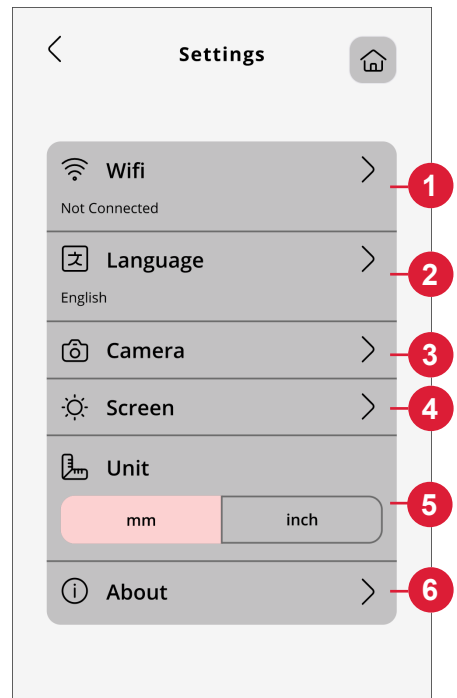 Settings
Wifi
1
Not Connected
Language
2
English
Camera
3
Screen
4
Unit
mm inch
5
About
6